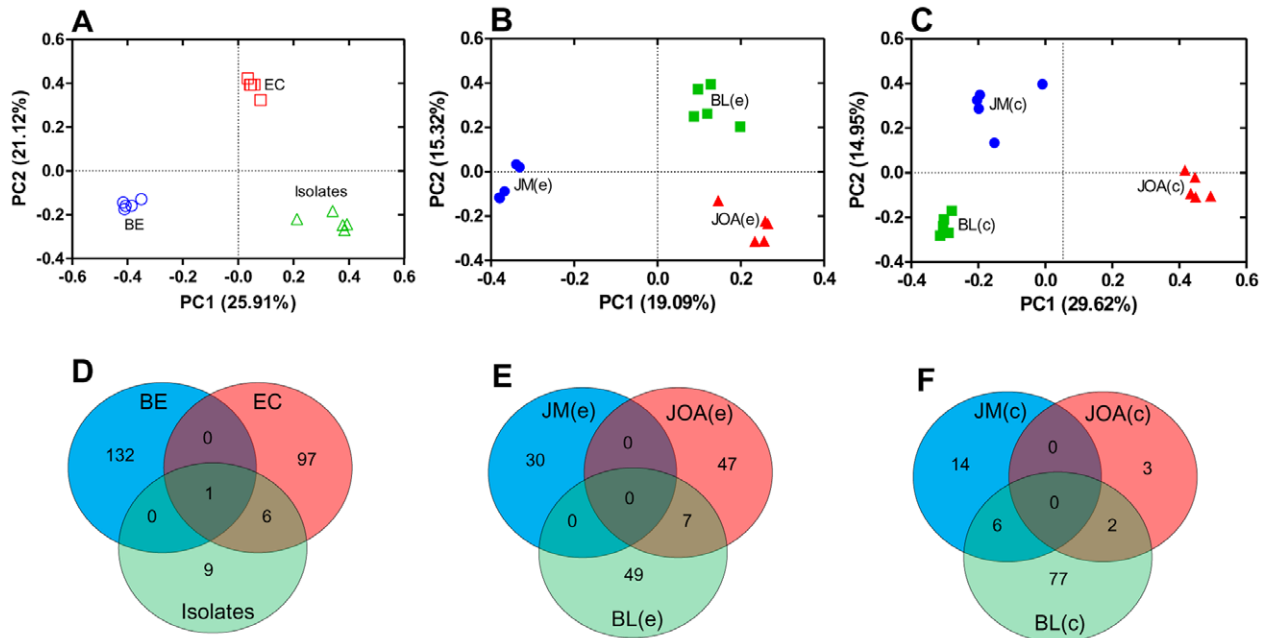 A
B
C
0.6
0.4
0.2
0.0
-0.2
-0.4
PC2 (21.12%)
EC
Isolates
BE
-0.6 -0.4 -0.2 -0.0 0.2 0.4 0.6
PC1 (25.91%)
0.6
0.4
0.2
0.0
-0.2
-0.4
PC2 (15.32%)
BL(e)
JM(e)
JOA(e)
-0.4 -0.2 0.0 0.2 0.4
PC1 (19.09%)
0.6
0.4
0.2
0.0
-0.2
-0.4
PC2 (14.95%)
JM(c)
JOA(c)
BL(c)
-0.4 -0.2 0.0 0.2 0.4 0.6
PC1 (29.62%)
D
BE
EC
0
132
97
1
0
6
9
Isolates
E
JM(e)
JOA(e)
0
30
47
0
0
7
49
BL(e)
F
JM(c)
JOA(c)
0
14
3
0
6
2
77
BL(c)